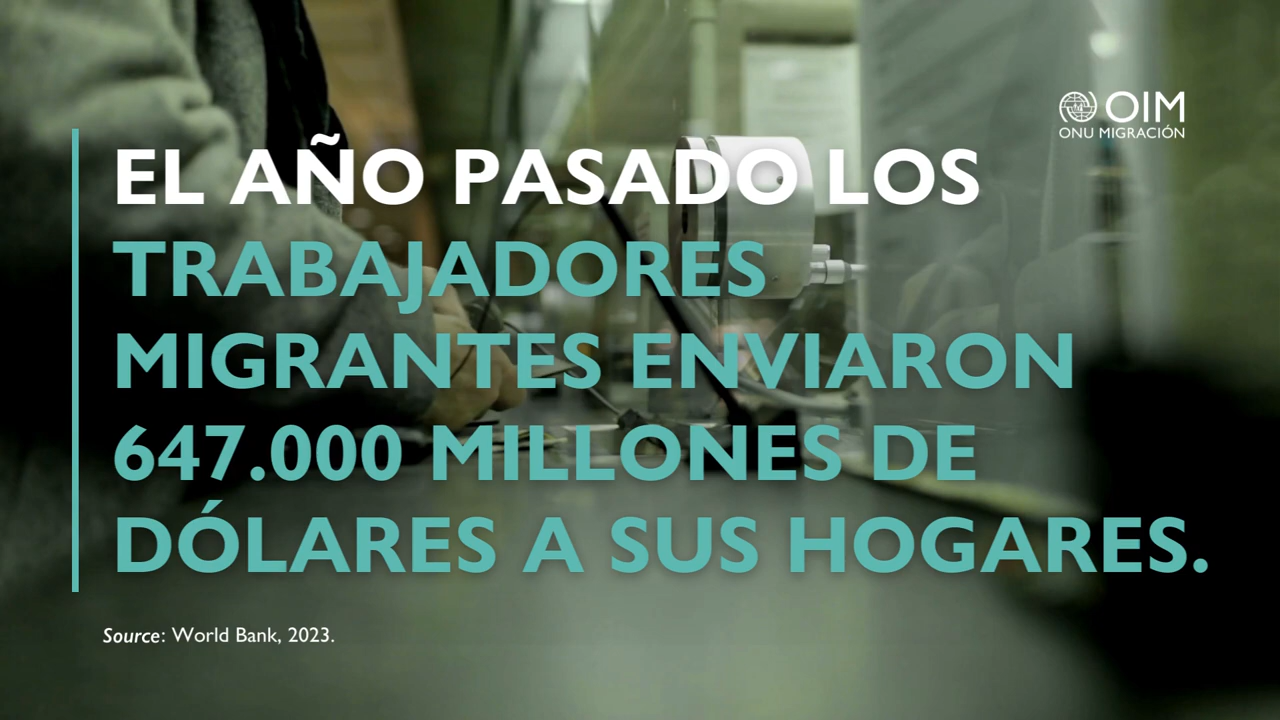 OIM
ONU MIGRACIÓN
EL AÑO PASADO LOS
TRABAJADORES
MIGRANTES ENVIARON
647.000 MILLONES DE
DÓLARES A SUS HOGARES.
Source: World Bank, 2023.